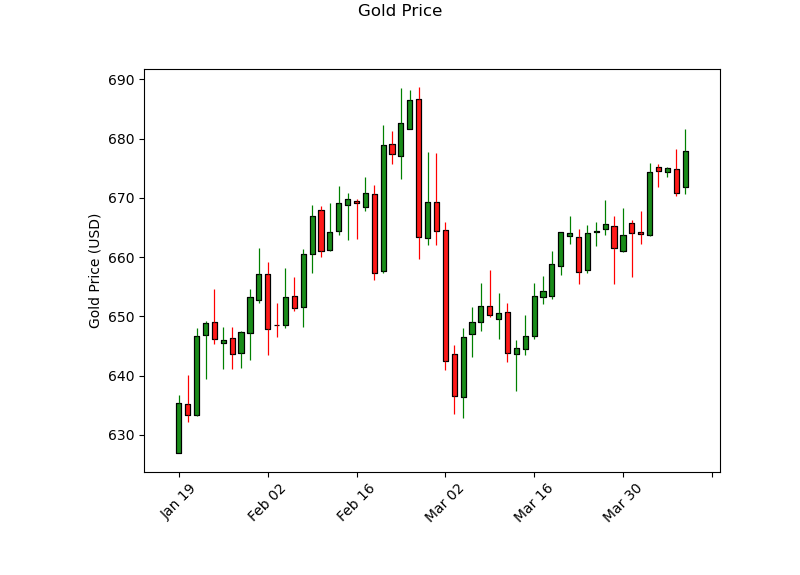 Gold Price
690
680
670
660
650
640
630
Gold Price (USD)
Jan 19
Feb 02
Feb 16
Mar 02
Mar 16
Mar 30